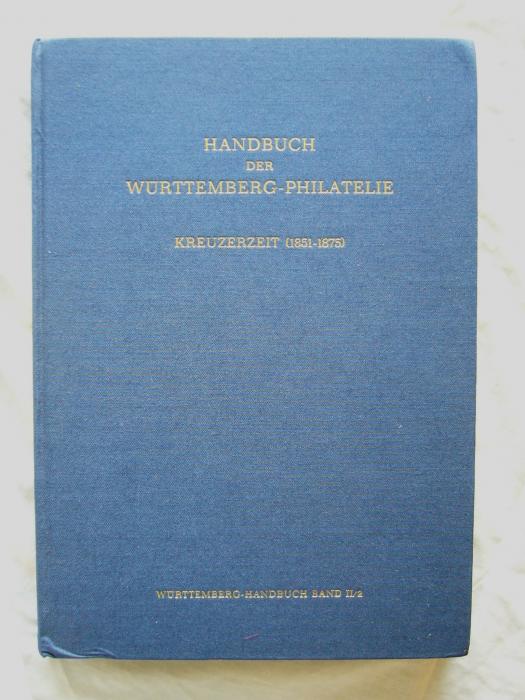 HANDBUCH
DER
WÜRTTEMBERG-PHILATELIE
KREUZERZEIT (1851-1875)
WÜRTTEMBERG-HANDBUCH BAND II/2